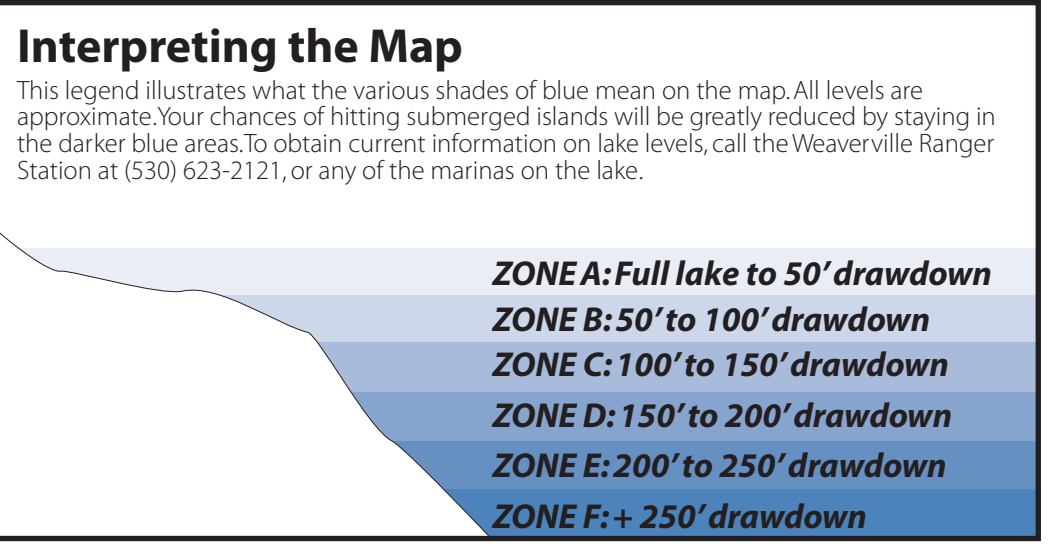 Interpreting the Map
This legend illustrates what the various shades of blue mean on the map. All levels are
approximate. Your chances of hitting submerged islands will be greatly reduced by staying in
the darker blue areas. To obtain current information on lake levels, call the Weaverville Ranger
Station at (530) 623-2121, or any of the marinas on the lake.
ZONE A: Full lake to 50' drawdown
ZONE B: 50' to 100' drawdown
ZONE C: 100' to 150' drawdown
ZONE D: 150' to 200' drawdown
ZONE E: 200' to 250' drawdown
ZONE F: + 250' drawdown